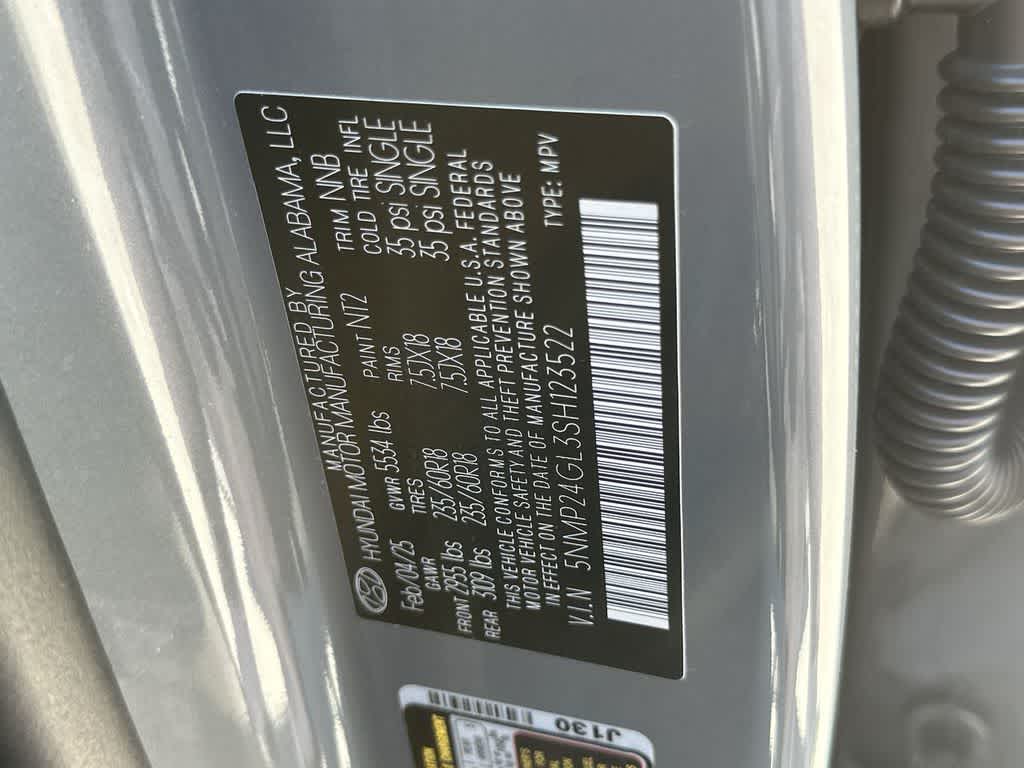 MANUFACTURED BY
HYUNDAI MOTOR MANUFACTURING ALABAMA, LLC
Feb/04/25 GVWR 5534 lbs PAINT NT2 TRIM NNB
GAWR TIRES RIMS COLD TIRE INFL
FRON 2935 lbs 235/60R18 7.5JX18 35 psi SINGLE
REAR 3109 lbs 235/60R18 7.5JX18 35 psi SINGLE
THIS VEHICLE CONFORMS TO ALL APPLICABLE U.S.A. FEDERAL
MOTOR VEHICLE SAFETY AND THEFT PREVENTION STANDARDS
IN EFFECT ON THE DATE OF MANUFACTURE SHOWN ABOVE
V.I.N 5NMP24GL3SH123522 TYPE: MPV
J130